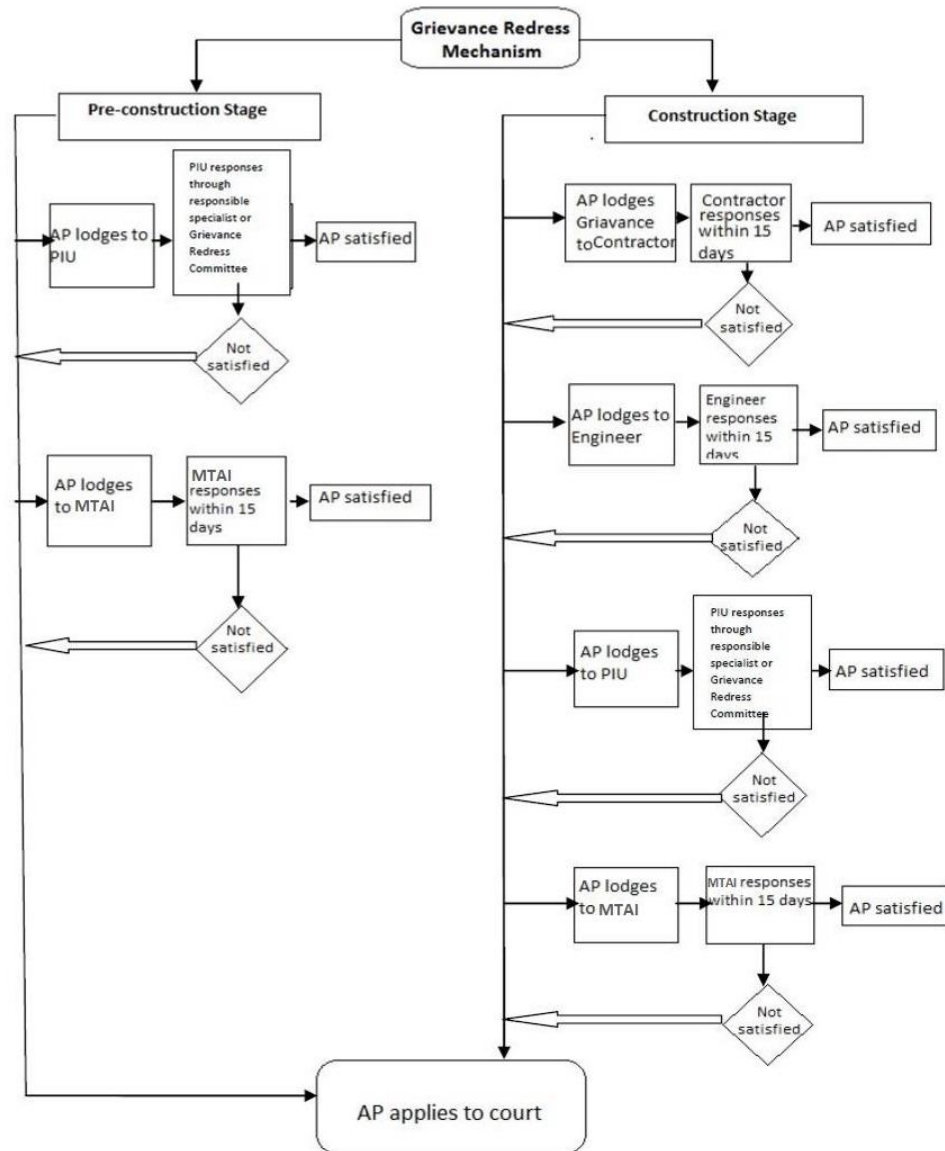 Grievance Redress
Mechanism
Pre-construction Stage
PIU responses
through
responsible
specialist or
Grievance
Redress
Committee
AP lodges to
PIU
AP satisfied
Not
satisfied
AP lodges
to MTAI
MTAI
responses
within 15
days
AP satisfied
Not
satisfied
Construction Stage
AP lodges
Griavance
toContractor
Contractor
responses
within 15
days
AP satisfied
Not
satisfied
AP lodges to
Engineer
Engineer
responses
within 15
days
AP satisfied
Not
satisfied
AP lodges
to PIU
PIU responses
through
responsible
specialist or
Grievance
Redress
Committee
AP satisfied
Not
satisfied
AP lodges
to MTAI
MTAI responses
within 15 days
AP satisfied
Not
satisfied
AP applies to court